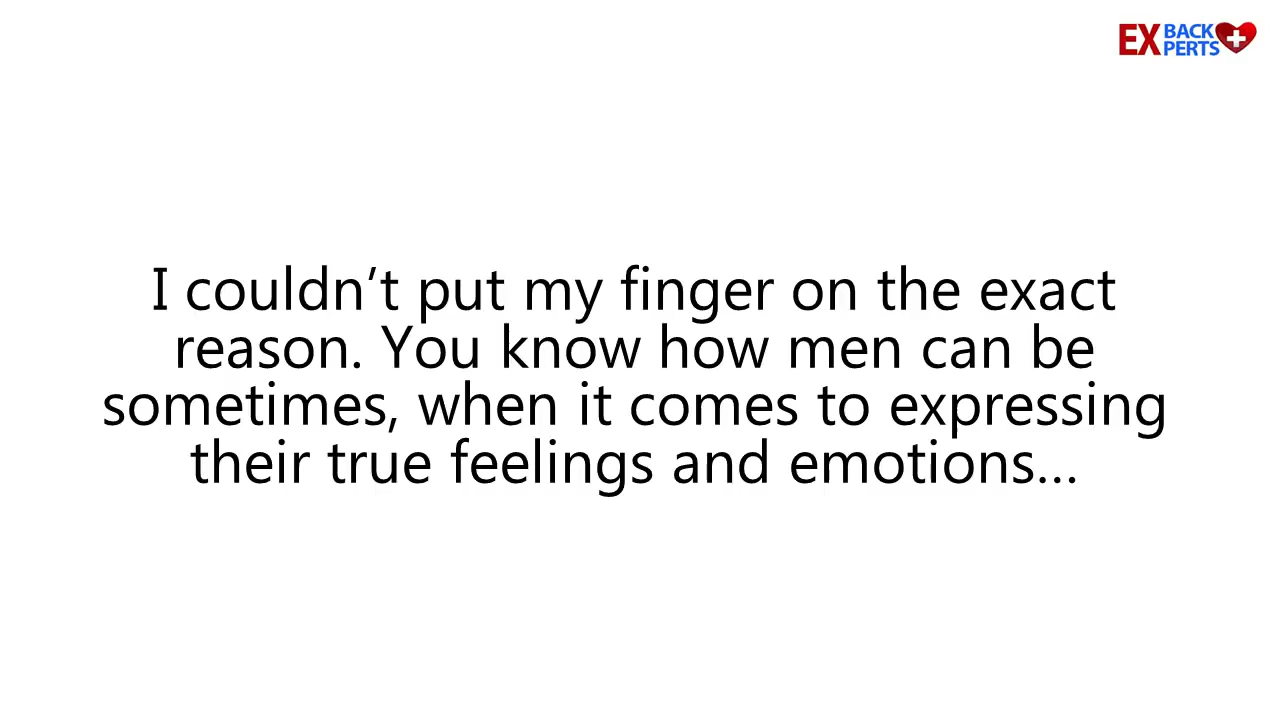 EX BACK
PERTS
I couldn’t put my finger on the exact
reason. You know how men can be
sometimes, when it comes to expressing
their true feelings and emotions...